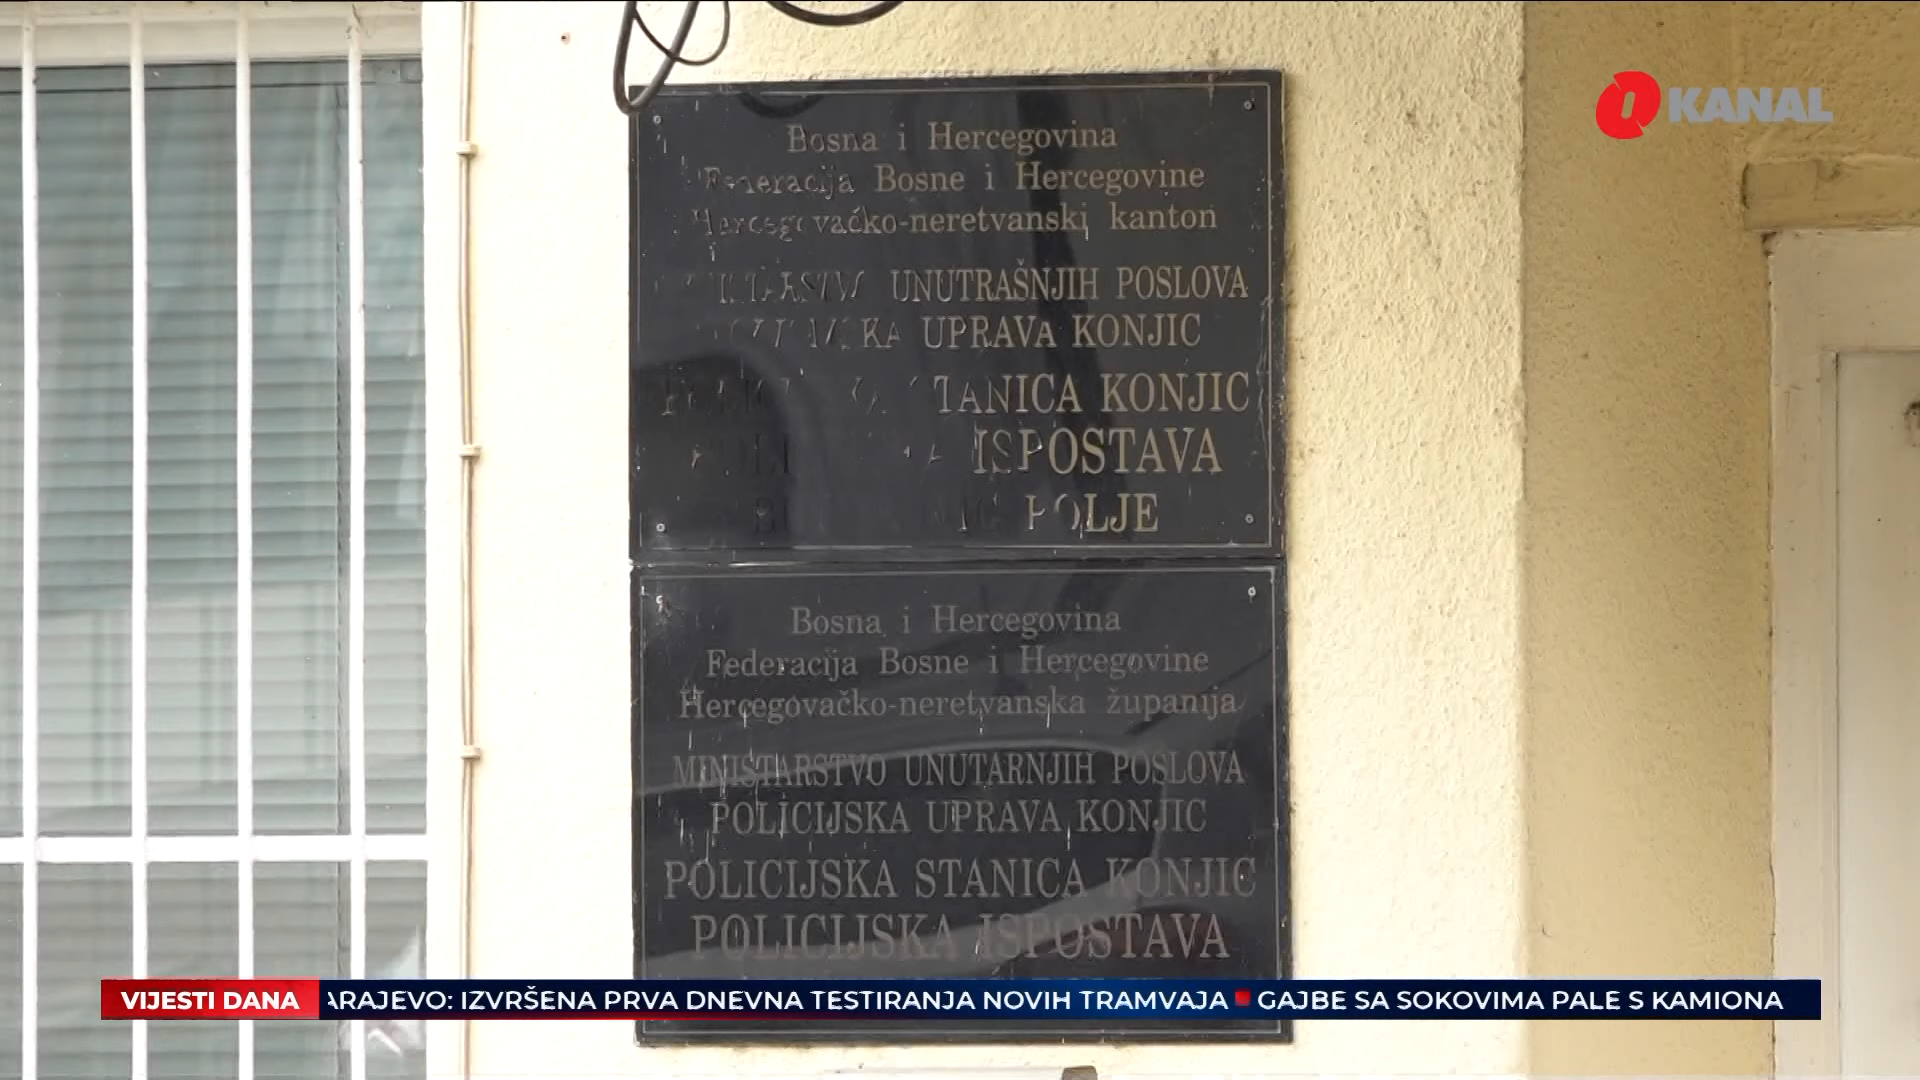 KANAL
Bosna i Hercegovina
Federacija Bosne i Hercegovine
Hercegovačko-neretvanski kanton
UNUTRAŠNJIH POSLOVA
UPRAVA KONJIC
STANICA KONJIC
ISPOSTAVA
POLJE
Bosna i Hercegovina
Federacija Bosne i Hercegovine
Hercegovačko-neretvanska županija
MINISTARSTVO UNUTARNJIH POSLOVA
POLICIJSKA UPRAVA KONJIC
POLICIJSKA STANICA KONJIC
POLICIJSKA ISPOSTAVA
VIJESTI DANA ARAJEVO: IZVRŠENA PRVA DNEVNA TESTIRANJA NOVIH TRAMVAJA GAJBE SA SOKOVIMA PALE S KAMIONA